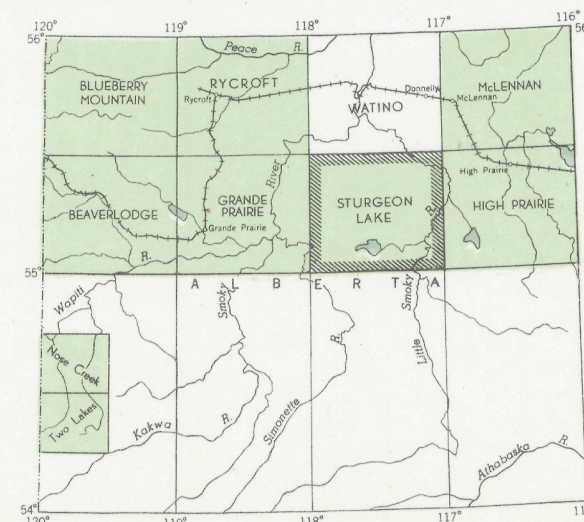 120°
119°
118°
117°
116°
56°
56
Peace R.
BLUEBERRY
MOUNTAIN
RYCROFT
Rycroft
Donnelly
McLENNAN
McLennan
WATINO
High Prairie
River
BEAVERLODGE
GRANDE
PRAIRIE
Grande Prairie
STURGEON
LAKE
R.
HIGH PRAIRIE
R.
55°
A L B E R T A
Wapiti
Smoky
Smoky
R.
Little
Nose Creek
Two Lakes
Kakwa R.
Simonette
Athabaska R.
54°
120°
119°
118°
117°
11